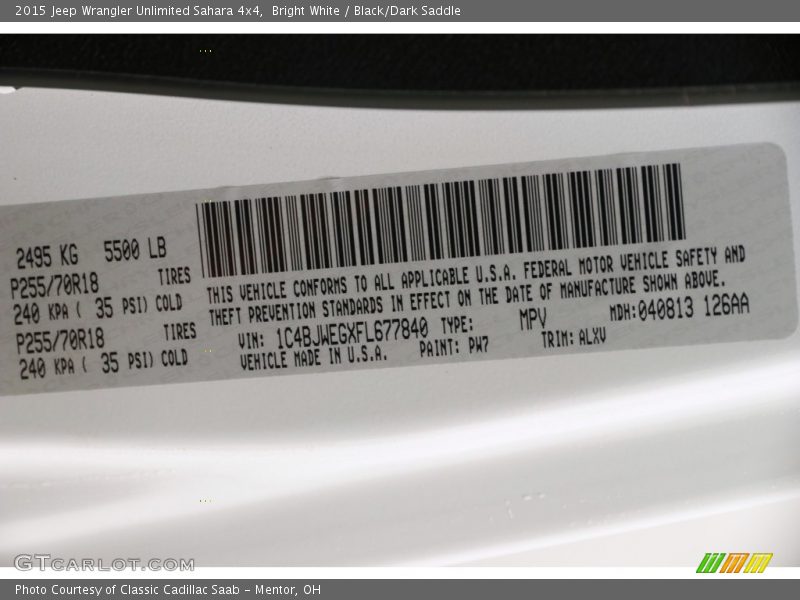 2015 Jeep Wrangler Unlimited Sahara 4x4,  Bright White / Black/Dark Saddle
2495 KG   5500 LB
P255/70R18   TIRES
240 KPA ( 35 PSI) COLD
P255/70R18   TIRES
240 KPA ( 35 PSI) COLD
THIS VEHICLE CONFORMS TO ALL APPLICABLE U.S.A. FEDERAL MOTOR VEHICLE SAFETY AND
THEFT PREVENTION STANDARDS IN EFFECT ON THE DATE OF MANUFACTURE SHOWN ABOVE.
VIN: 1C4BJWEGXFL677840 TYPE:   MPV   MDH:040813 126AA
VEHICLE MADE IN U.S.A.   PAINT: PW7   TRIM: ALXV
GTCARLOT.COM
Photo Courtesy of Classic Cadillac Saab - Mentor, OH